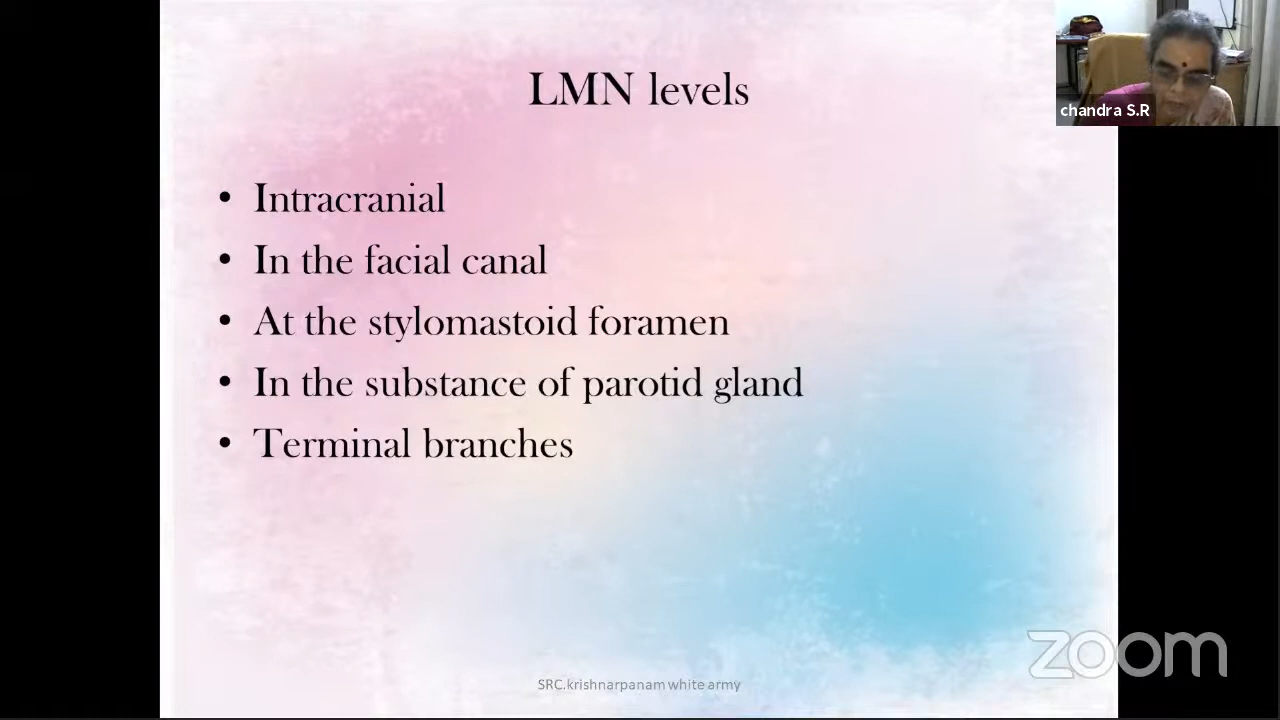 LMN levels
chandra S.R
• Intracranial
• In the facial canal
• At the stylomastoid foramen
• In the substance of parotid gland
• Terminal branches
zoom
SRC.krishnarpanam white army